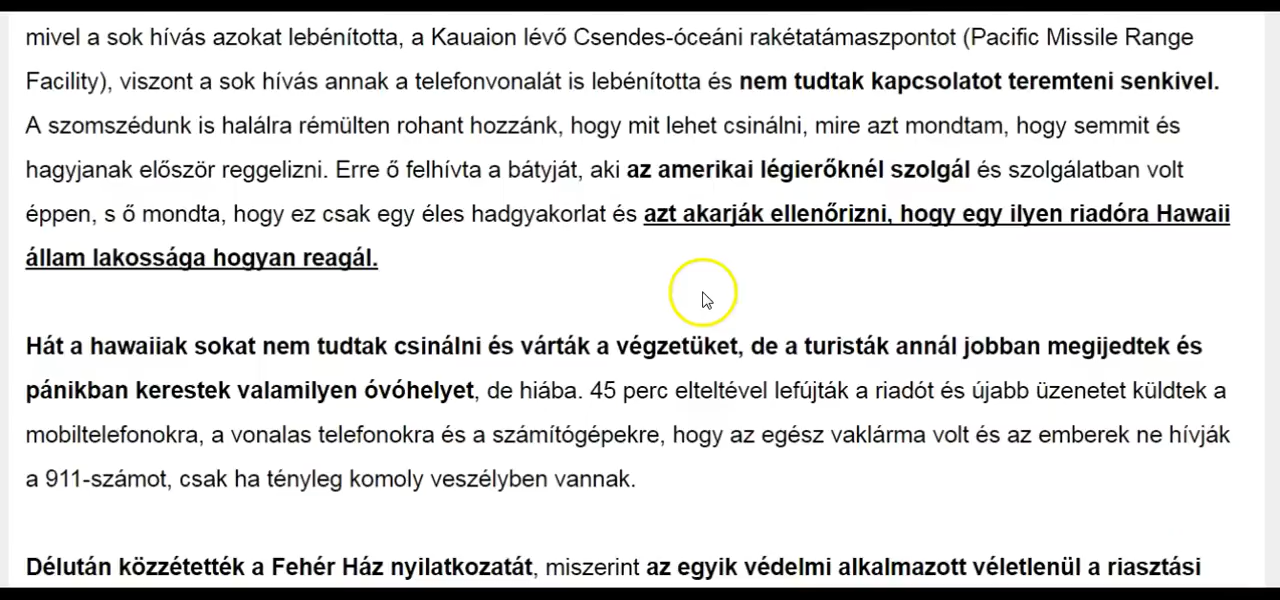 mivel a sok hívás azokat lebénította, a Kauaion lévő Csendes-óceáni rakétatámaszpontot (Pacific Missile Range
Facility), viszont a sok hívás annak a telefonvonalát is lebénította és nem tudtak kapcsolatot teremteni senkivel.
A szomszédunk is halálra rémülten rohant hozzánk, hogy mit lehet csinálni, mire azt mondtam, hogy semmit és
hagyjanak először reggelizni. Erre ő felhívta a bátyját, aki az amerikai légierőknél szolgál és szolgálatban volt
éppen, s ő mondta, hogy ez csak egy éles hadgyakorlat és azt akarják ellenőrizni, hogy egy ilyen riadóra Hawaii
állam lakossága hogyan reagál.
Hát a hawaiiak sokat nem tudtak csinálni és várták a végzetüket, de a turisták annál jobban megijedtek és
pánikban kerestek valamilyen óvóhelyet, de hiába. 45 perc elteltével lefújták a riadót és újabb üzenetet küldtek a
mobiltelefonokra, a vonalas telefonokra és a számítógépekre, hogy az egész vaklárma volt és az emberek ne hívják
a 911-számot, csak ha tényleg komoly veszélyben vannak.
Délután közzétették a Fehér Ház nyilatkozatát, miszerint az egyik védelmi alkalmazott véletlenül a riasztási